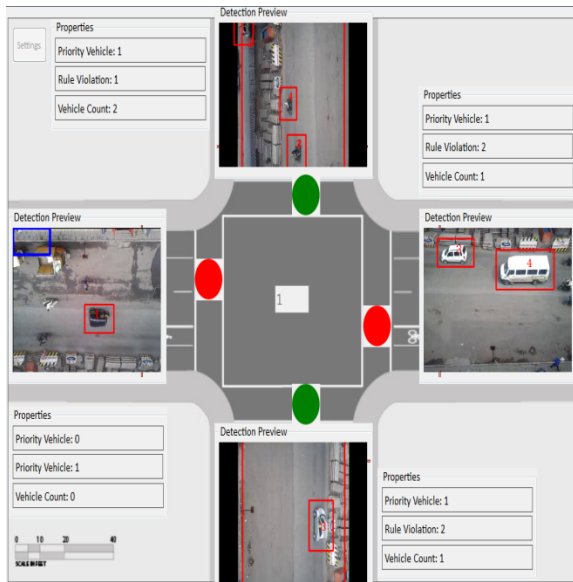 Detection Preview
Settings
Properties
Priority Vehicle: 1
Rule Violation: 1
Vehicle Count: 2
Properties
Priority Vehicle: 1
Rule Violation: 2
Vehicle Count: 1
Detection Preview
Detection Preview
4
1
Properties
Priority Vehicle: 0
Priority Vehicle: 1
Vehicle Count: 0
Detection Preview
Properties
Priority Vehicle: 1
Rule Violation: 2
Vehicle Count: 1
0 10 20 40
SCALE IN FEET